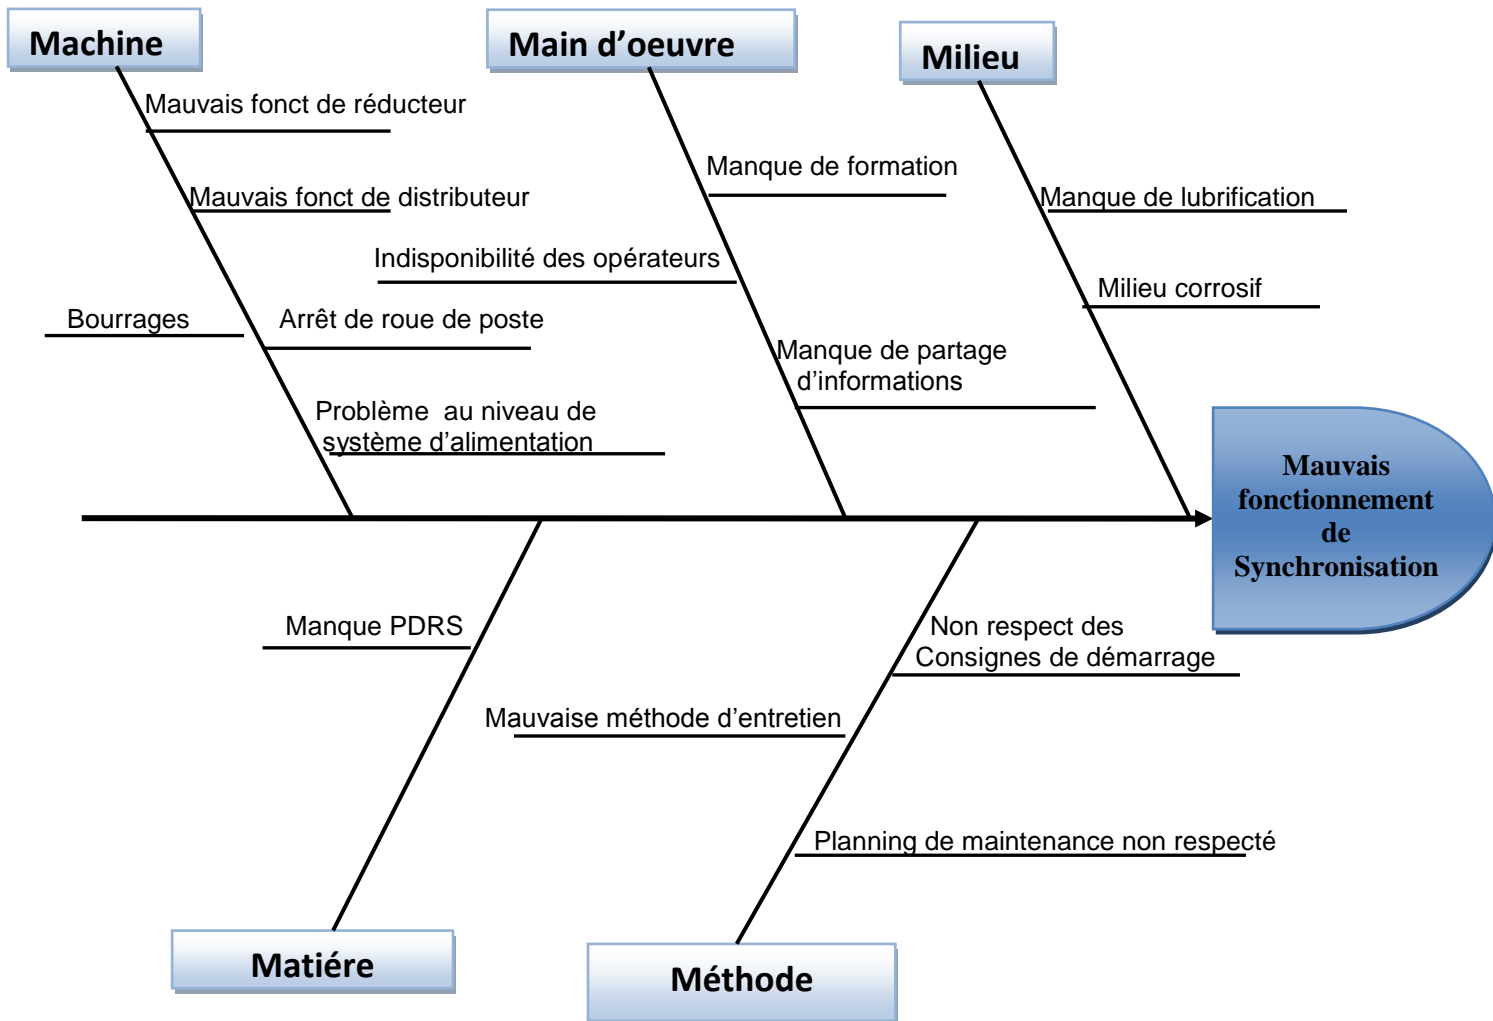 Machine
Main d’oeuvre
Milieu
Mauvais fonct de réducteur
Mauvais fonct de distributeur
Bourrages
Arrêt de roue de poste
Problème au niveau de
système d’alimentation
Manque de formation
Indisponibilité des opérateurs
Manque de partage
d’informations
Manque de lubrification
Milieu corrosif
Mauvais
fonctionnement
de
Synchronisation
Manque PDRS
Non respect des
Consignes de démarrage
Mauvaise méthode d’entretien
Planning de maintenance non respecté
Matiére
Méthode